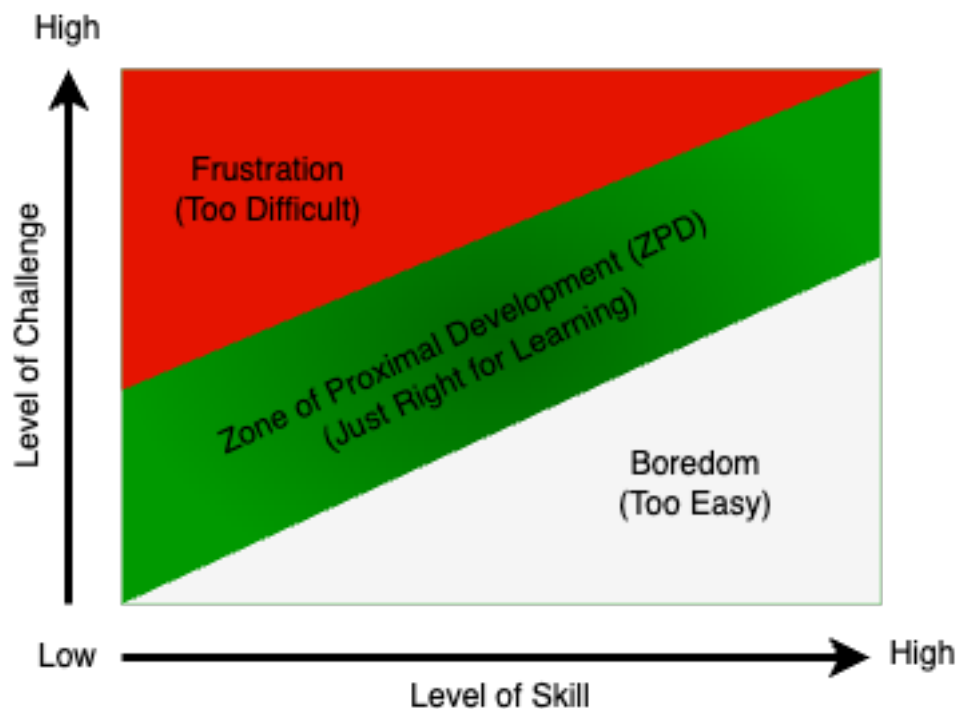 High
Level of Challenge
Frustration
(Too Difficult)
Zone of Proximal Development (ZPD)
(Just Right for Learning)
Boredom
(Too Easy)
Low
High
Level of Skill